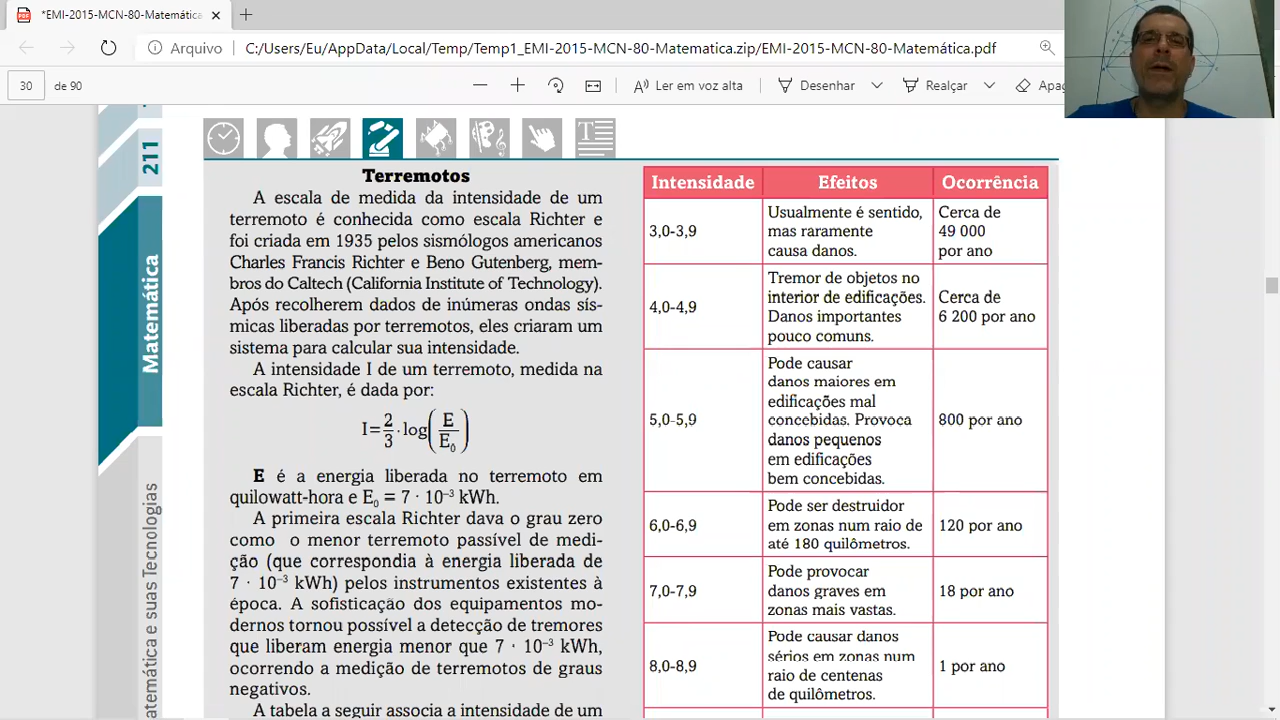 *EMI-2015-MCN-80-Matemática
Arquivo
C:/Users/Eu/AppData/Local/Temp/Temp1_EMI-2015-MCN-80-Matematica.zip/EMI-2015-MCN-80-Matemática.pdf
30
de 90
Ler em voz alta
Desenhar
Realçar
Apag
211
Matemática
atemática e suas Tecnologias
Terremotos
A escala de medida da intensidade de um
terremoto é conhecida como escala Richter e
foi criada em 1935 pelos sismólogos americanos
Charles Francis Richter e Beno Gutenberg, mem-
bros do Caltech (California Institute of Technology).
Após recolherem dados de inúmeras ondas sís-
micas liberadas por terremotos, eles criaram um
sistema para calcular sua intensidade.
A intensidade I de um terremoto, medida na
escala Richter, é dada por:
I = 2/3 · log(E/E₀)
E é a energia liberada no terremoto em
quilowatt-hora e E₀ = 7 · 10⁻³ kWh.
A primeira escala Richter dava o grau zero
como o menor terremoto passível de medi-
ção (que correspondia à energia liberada de
7 · 10⁻³ kWh) pelos instrumentos existentes à
época. A sofisticação dos equipamentos mo-
dernos tornou possível a detecção de tremores
que liberam energia menor que 7 · 10⁻³ kWh,
ocorrendo a medição de terremotos de graus
negativos.
A tabela a seguir associa a intensidade de um
Intensidade Efeitos Ocorrência
3,0-3,9
Usualmente é sentido,
mas raramente
causa danos.
Cerca de
49 000
por ano
4,0-4,9
Tremor de objetos no
interior de edificações.
Danos importantes
pouco comuns.
Cerca de
6 200 por ano
5,0-5,9
Pode causar
danos maiores em
edificações mal
concebidas. Provoca
danos pequenos
em edificações
bem concebidas.
800 por ano
6,0-6,9
Pode ser destruidor
em zonas num raio de
até 180 quilômetros.
120 por ano
7,0-7,9
Pode provocar
danos graves em
zonas mais vastas.
18 por ano
8,0-8,9
Pode causar danos
sérios em zonas num
raio de centenas
de quilômetros.
1 por ano